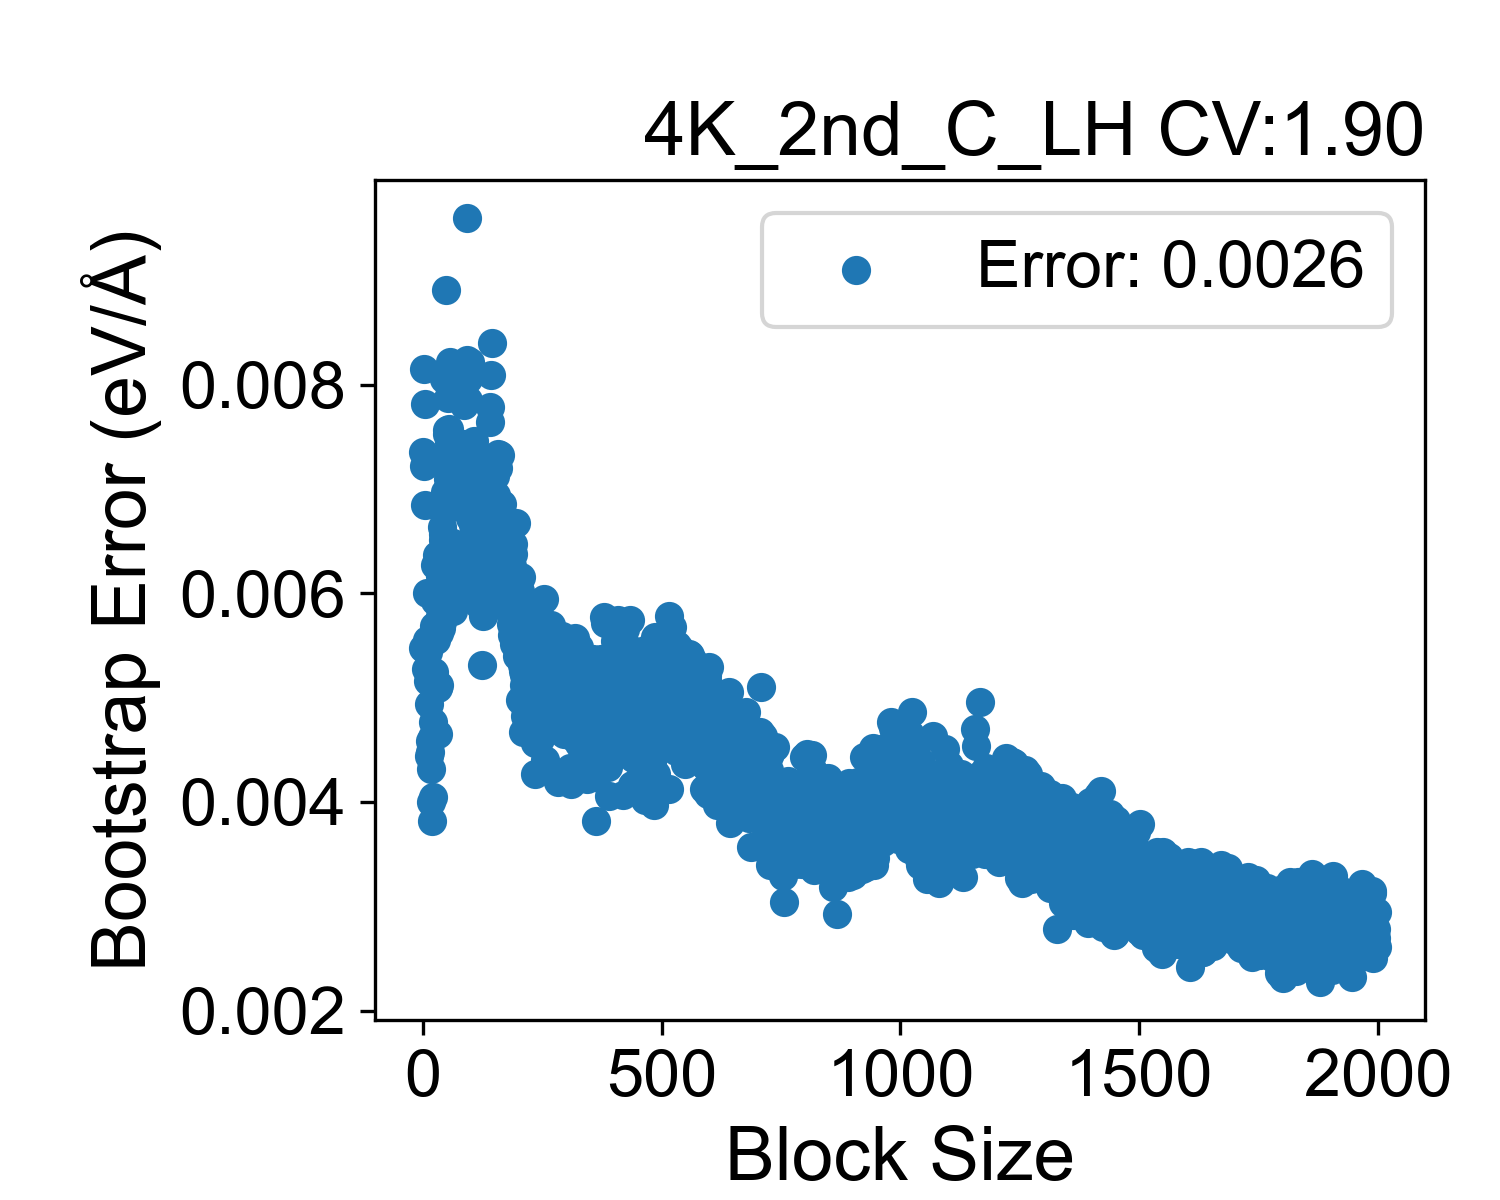 4K_2nd_C_LH CV:1.90
Error: 0.0026
Bootstrap Error (eV/Å)
0.008
0.006
0.004
0.002
0 500 1000 1500 2000
Block Size